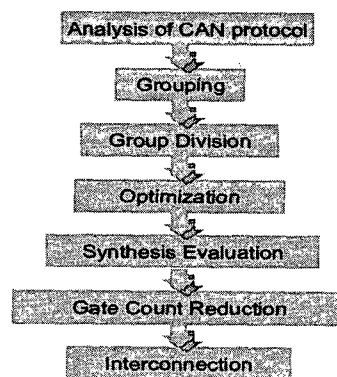 Analysis of CAN protocol
Grouping
Group Division
Optimization
Synthesis Evaluation
Gate Count Reduction
Interconnection